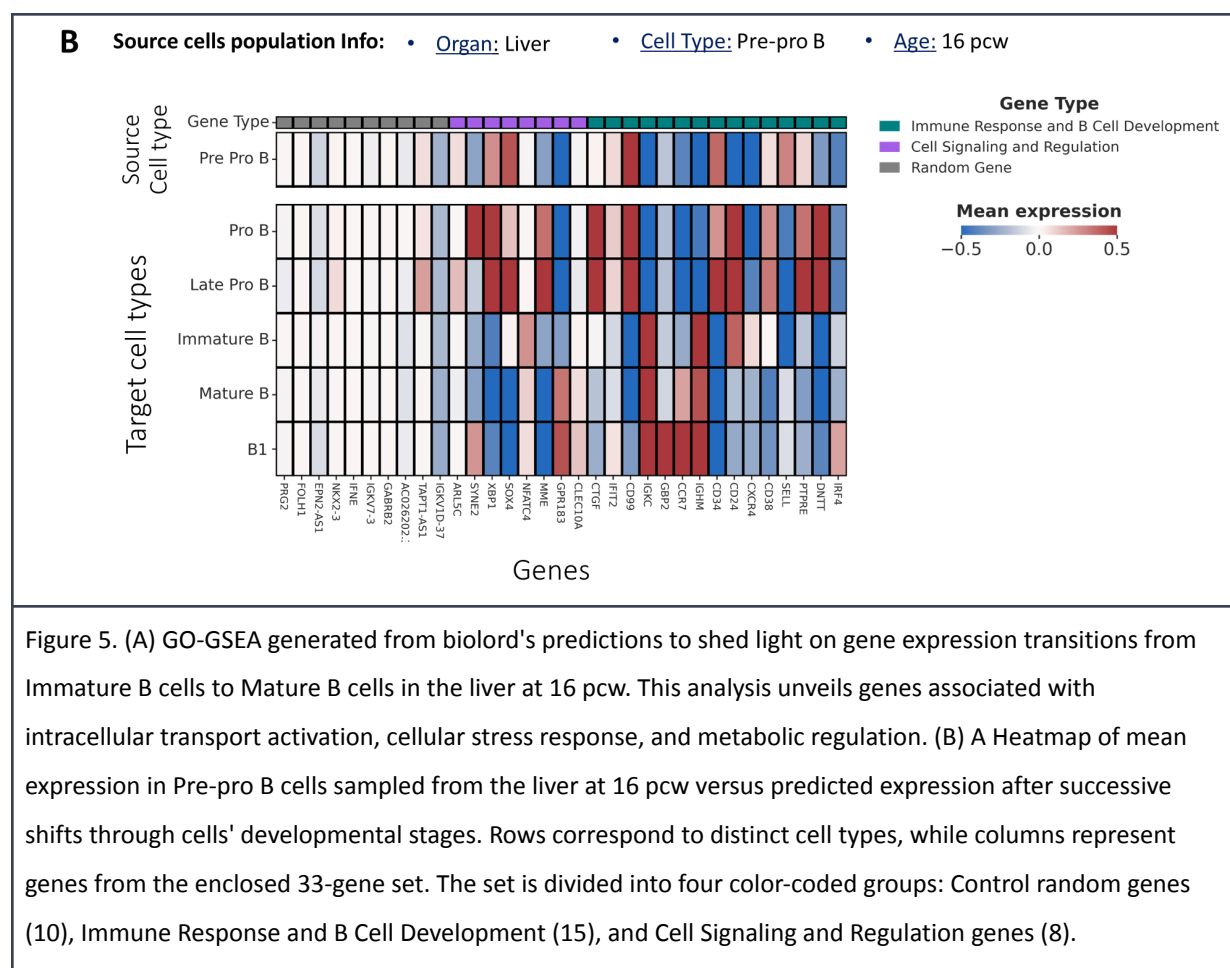 B Source cells population Info: • Organ: Liver • Cell Type: Pre-pro B • Age: 16 pcw
Source
Cell type
Gene Type
Pre Pro B
Gene Type
Immune Response and B Cell Development
Cell Signaling and Regulation
Random Gene
Mean expression
−0.5 0.0 0.5
Target cell types
Pro B
Late Pro B
Immature B
Mature B
B1
PRG2
FOLH1
EPN2-AS1
NKX2-3
IFNE
IGKV7-3
GABRB2
AC026202.
TAPT1-AS1
IGKV1D-37
ARL5C
SYNE2
XBP1
SOX4
NFATC4
MME
GPR183
CLEC10A
CTGF
IFIT2
CD99
IGKC
GBP2
CCR7
IGHM
CD34
CD24
CXCR4
CD38
SELL
PTPRE
DNTT
IRF4
Genes
Figure 5. (A) GO-GSEA generated from biolord's predictions to shed light on gene expression transitions from
Immature B cells to Mature B cells in the liver at 16 pcw. This analysis unveils genes associated with
intracellular transport activation, cellular stress response, and metabolic regulation. (B) A Heatmap of mean
expression in Pre-pro B cells sampled from the liver at 16 pcw versus predicted expression after successive
shifts through cells' developmental stages. Rows correspond to distinct cell types, while columns represent
genes from the enclosed 33-gene set. The set is divided into four color-coded groups: Control random genes
(10), Immune Response and B Cell Development (15), and Cell Signaling and Regulation genes (8).